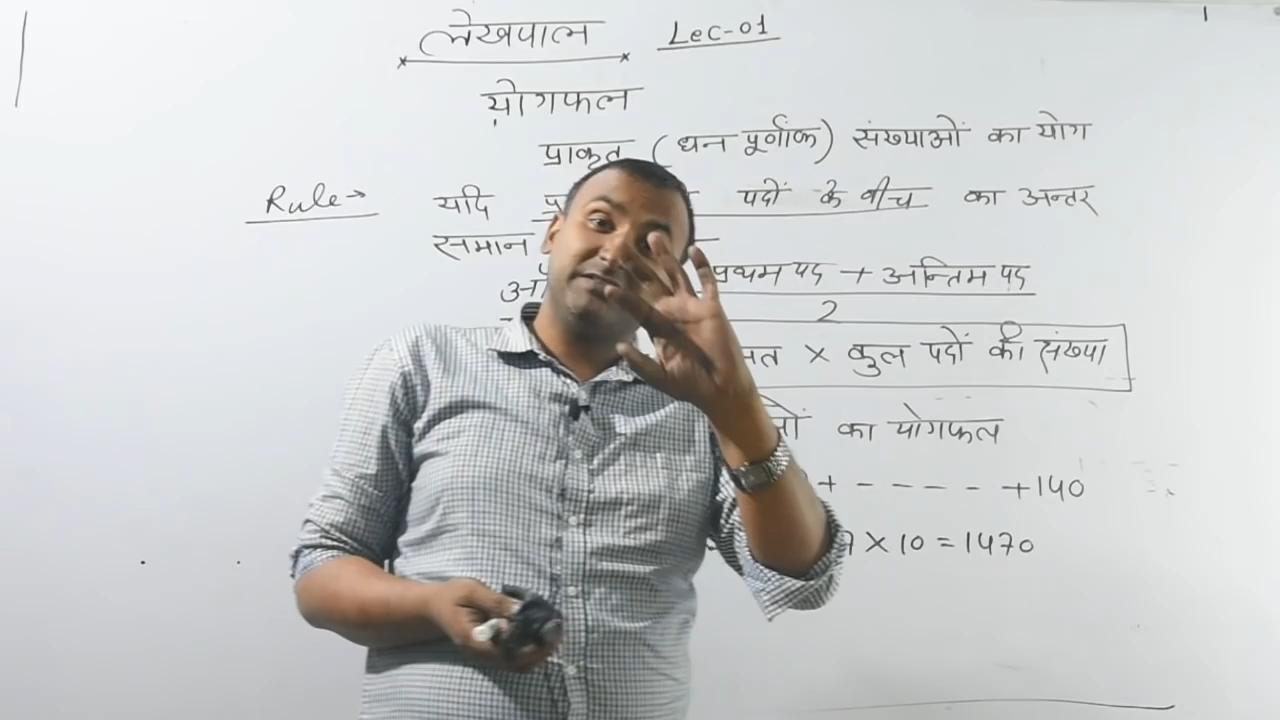 लेखपाल Lec-01
योगफल
प्राकृत (धन पूर्णांक) संख्याओं का योग
Rule→ यदि पदों के बीच का अन्तर
समान
प्रथम पद + अन्तिम पद
2
× कुल पदों की संख्या
का योगफल
+ - - - - - +140
7 × 10 = 1470